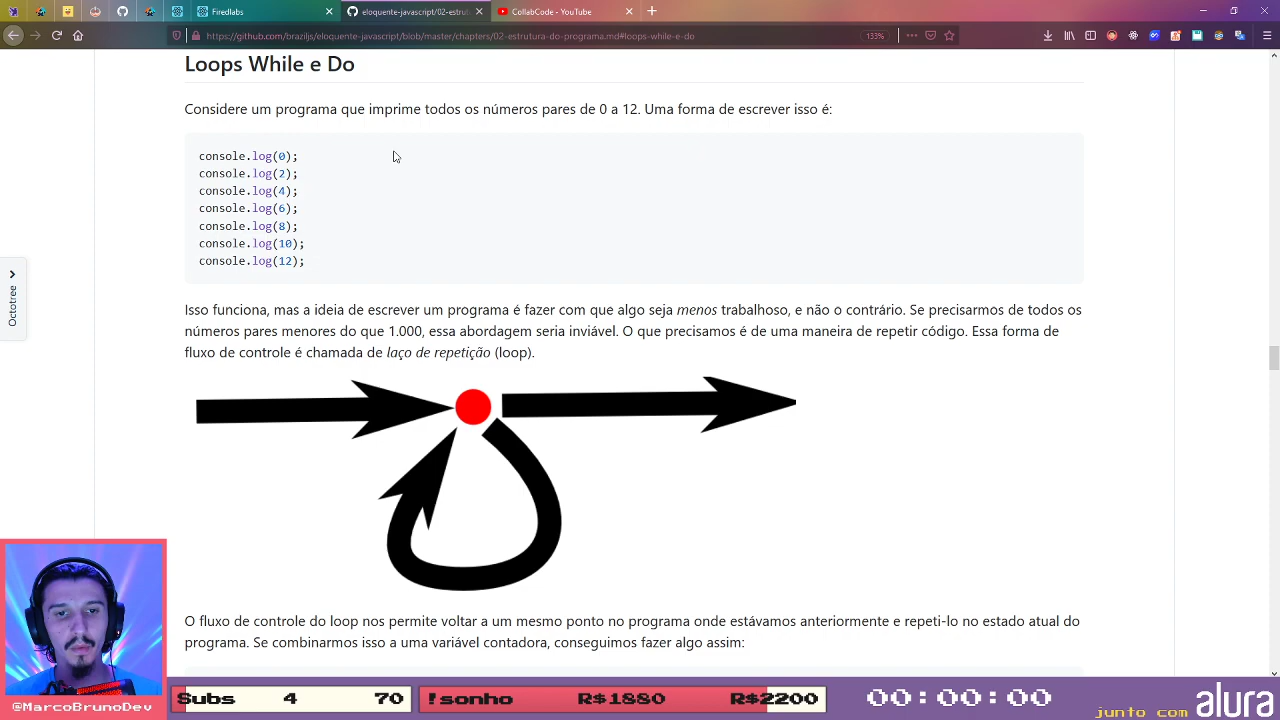 Firedlabs
eloquente-javascript/02-estrut
CollabCode - YouTube
https://github.com/braziljs/eloquente-javascript/blob/master/chapters/02-estrutura-do-programa.md#loops-while-e-do
133%
Octotree
Loops While e Do
Considere um programa que imprime todos os números pares de 0 a 12. Uma forma de escrever isso é:
console.log(0);
console.log(2);
console.log(4);
console.log(6);
console.log(8);
console.log(10);
console.log(12);
Isso funciona, mas a ideia de escrever um programa é fazer com que algo seja menos trabalhoso, e não o contrário. Se precisarmos de todos os
números pares menores do que 1.000, essa abordagem seria inviável. O que precisamos é de uma maneira de repetir código. Essa forma de
fluxo de controle é chamada de laço de repetição (loop).
O fluxo de controle do loop nos permite voltar a um mesmo ponto no programa onde estávamos anteriormente e repeti-lo no estado atual do
programa. Se combinarmos isso a uma variável contadora, conseguimos fazer algo assim:
@MarcoBrunoDev
Subs 4 70
!sonho R$1880 R$2200
00:00:00
junto com alura